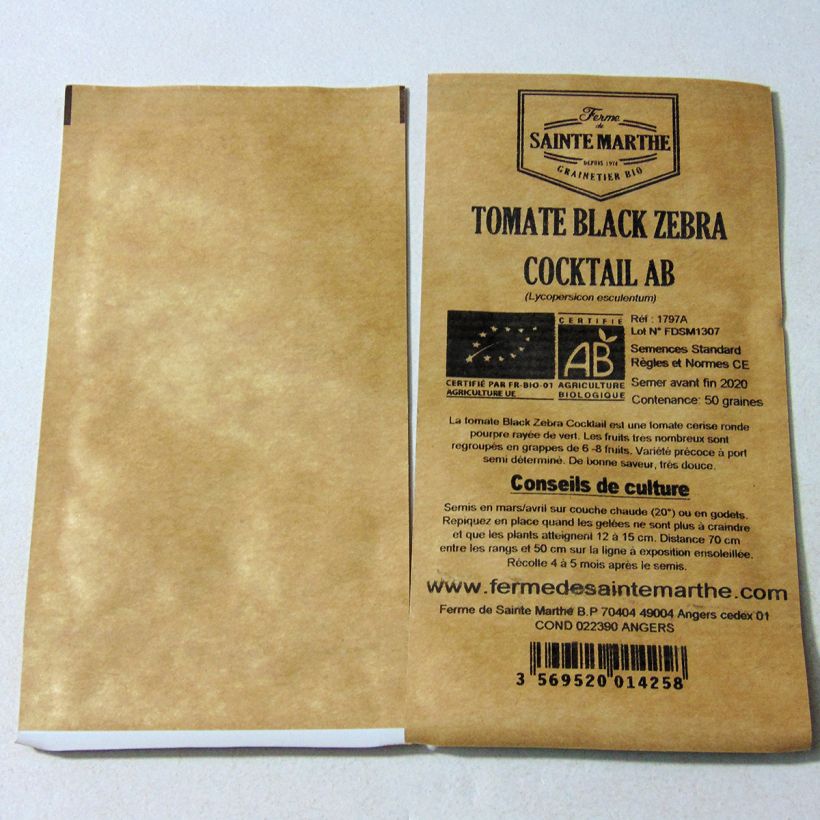 Ferme
de
SAINTE MARTHE
DEPUIS 1974
GRAINETIER BIO
TOMATE BLACK ZEBRA
COCKTAIL AB
(Lycopersicon esculentum)
CERTIFIÉ PAR FR-BIO-01
AGRICULTURE UE
CERTIFIÉ
AB
AGRICULTURE
BIOLOGIQUE
Réf : 1797A
Lot N° FDSM1307
Semences Standard
Règles et Normes CE
Semer avant fin 2020
Contenance: 50 graines
La tomate Black Zebra Cocktail est une tomate cerise ronde
pourpre rayée de vert. Les fruits très nombreux sont
regroupés en grappes de 6 -8 fruits. Variété précoce à port
semi déterminé. De bonne saveur, très douce.
Conseils de culture
Semis en mars/avril sur couche chaude (20°) ou en godets.
Repiquez en place quand les gelées ne sont plus à craindre
et que les plants atteignent 12 à 15 cm. Distance 70 cm
entre les rangs et 50 cm sur la ligne à exposition ensoleillée.
Récolte 4 à 5 mois après le semis.
www.fermedesaintemarthe.com
Ferme de Sainte Marthe B.P 70404 49004 Angers cedex 01
COND 022390 ANGERS
3 569520 014258